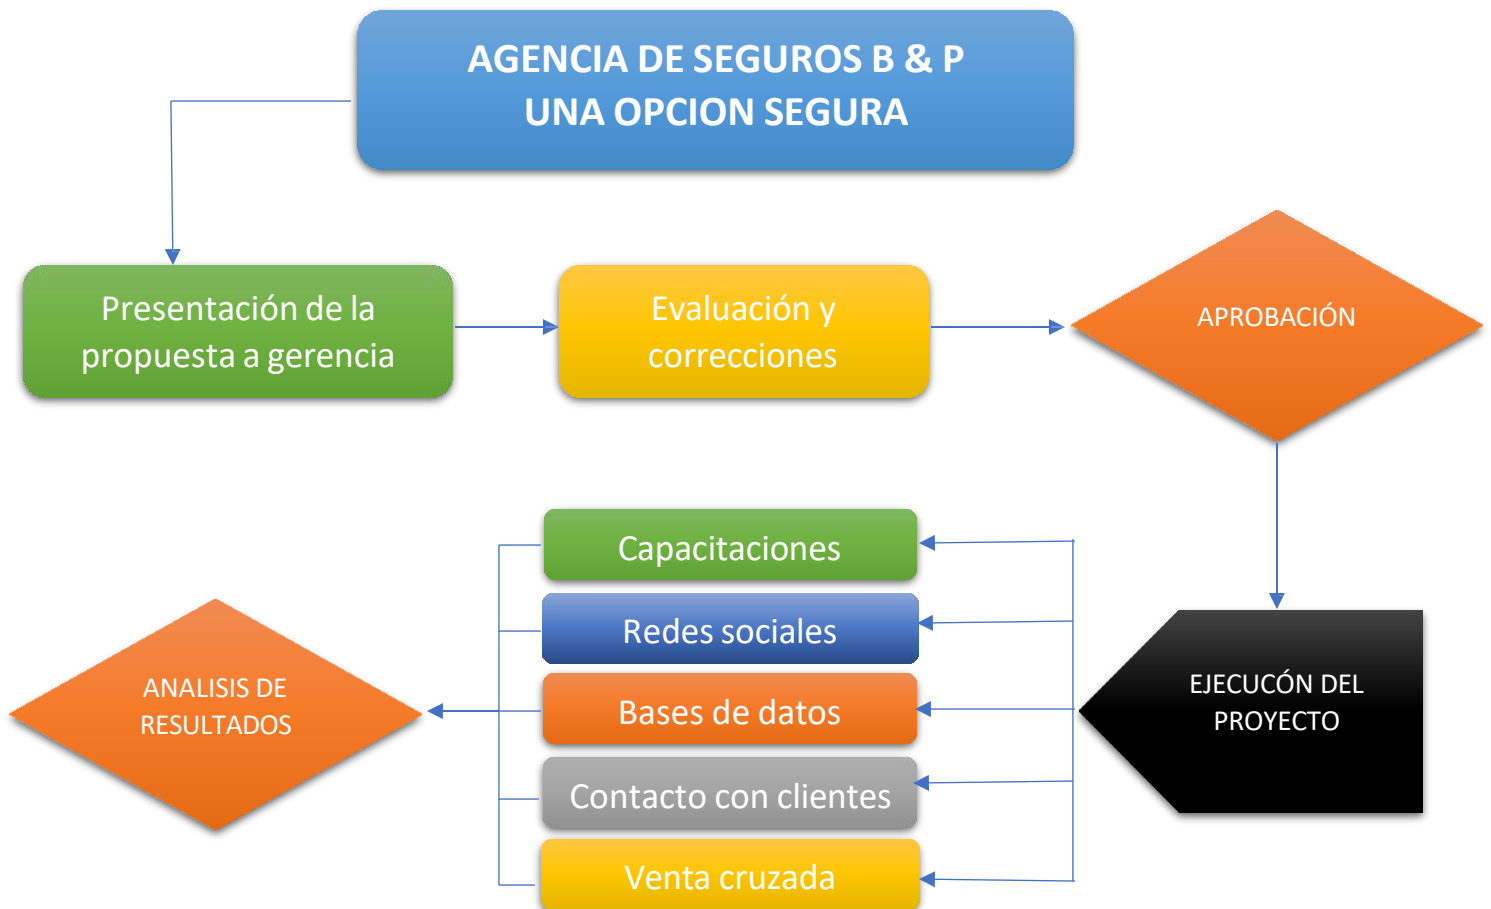 AGENCIA DE SEGUROS B & P
UNA OPCION SEGURA
Presentación de la
propuesta a gerencia
Evaluación y
correcciones
APROBACIÓN
Capacitaciones
Redes sociales
Bases de datos
Contacto con clientes
Venta cruzada
EJECUCÓN DEL
PROYECTO
ANALISIS DE
RESULTADOS